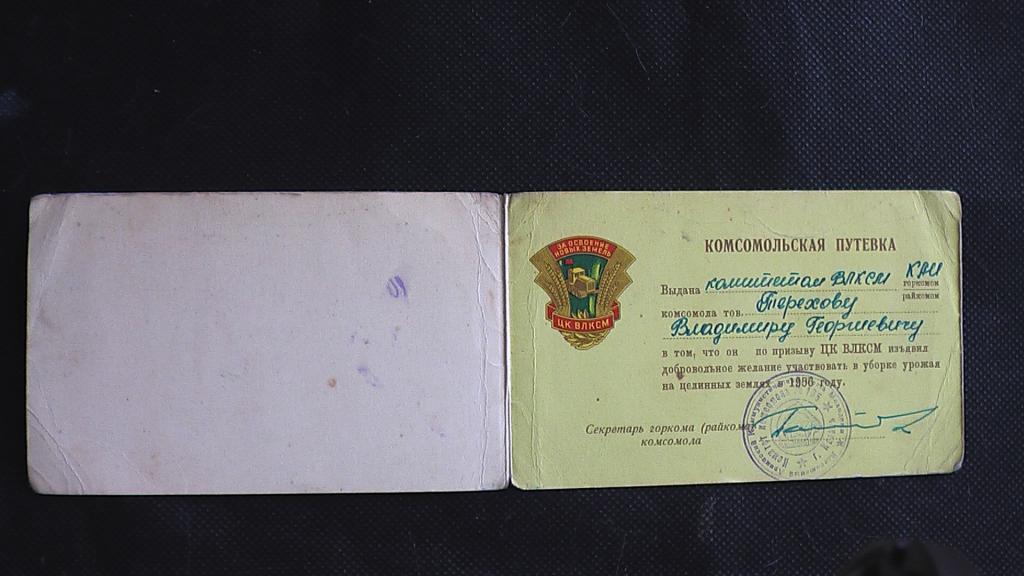 ЗА ОСВОЕНИЕ
НОВЫХ ЗЕМЕЛЬ
ЦК ВЛКСМ
КОМСОМОЛЬСКАЯ ПУТЕВКА
Выдана комитетом ВЛКСМ КАИ горкомом
райкомом
комсомола тов. Терехову
Владимиру Георгиевичу
в том, что он по призыву ЦК ВЛКСМ изъявил
добровольное желание участвовать в уборке урожая
на целинных землях в 1956 году.
Секретарь горкома (райкома)
комсомола